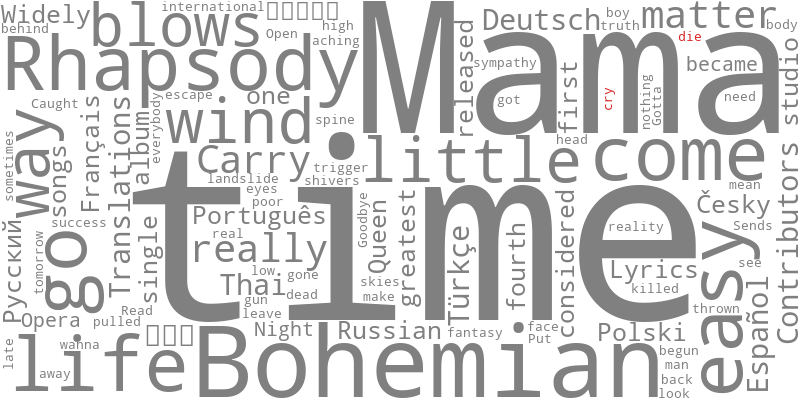 Widely
behind
blows
international
Open
high
aching
Mama
Deutsch
boy
truth
matter
die
body
Rhapsody
released
sympathy
got
first
cry
nothing
Gotta
became
need
studio
Caught
escape
one
everybody
wind
spine
head
come
sometimes
way
songs
Français
Translations
album
Carry
trigger
shivers
little
landslide
eyes
poor
mean
Česky
Contributors
success
Português
Goodbye
Queen
greatest
considered
reality
Sends
easy
Русский
tomorrow
go
single
time
real
really
low
gone
Thai
gun
dead
leave
skies
make
Türkçe
fourth
Lyrics
killed
see
thrown
Español
Opera
Read
pulled
Night
Russian
fantasy
face
Put
Polski
late
wanna
life
away
Bohemian
begun
man
back
look